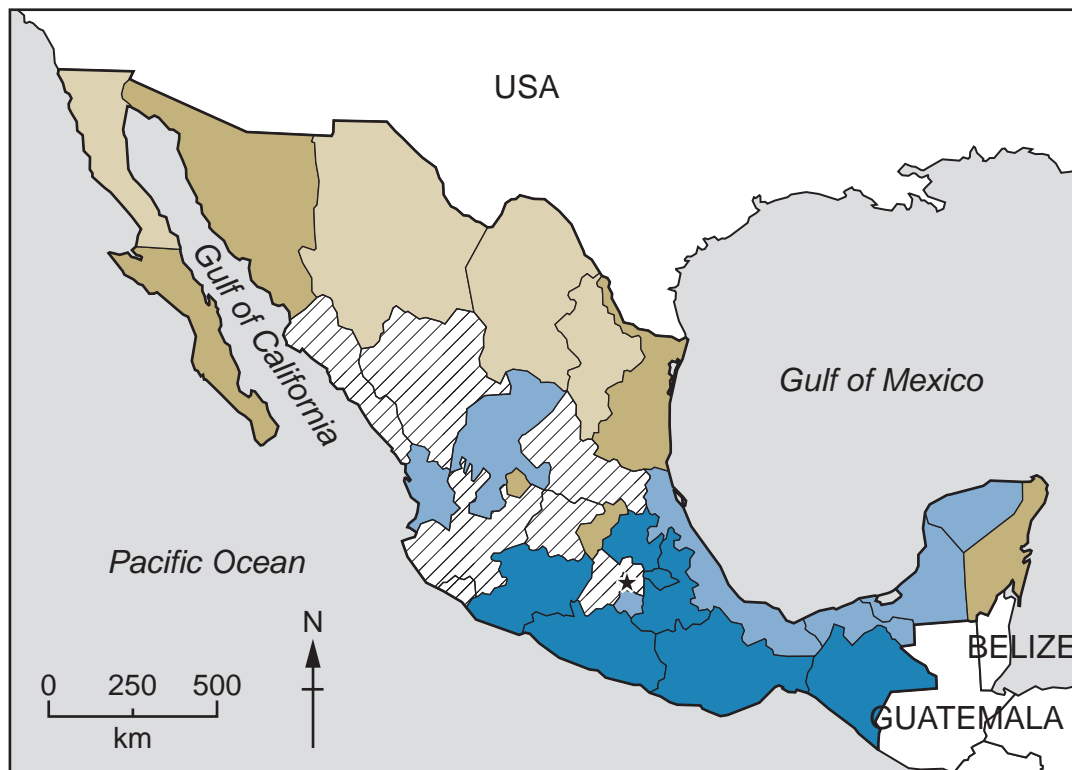 USA
Gulf of California
Gulf of Mexico
Pacific Ocean
N
0 250 500
km
BELIZE
GUATEMALA